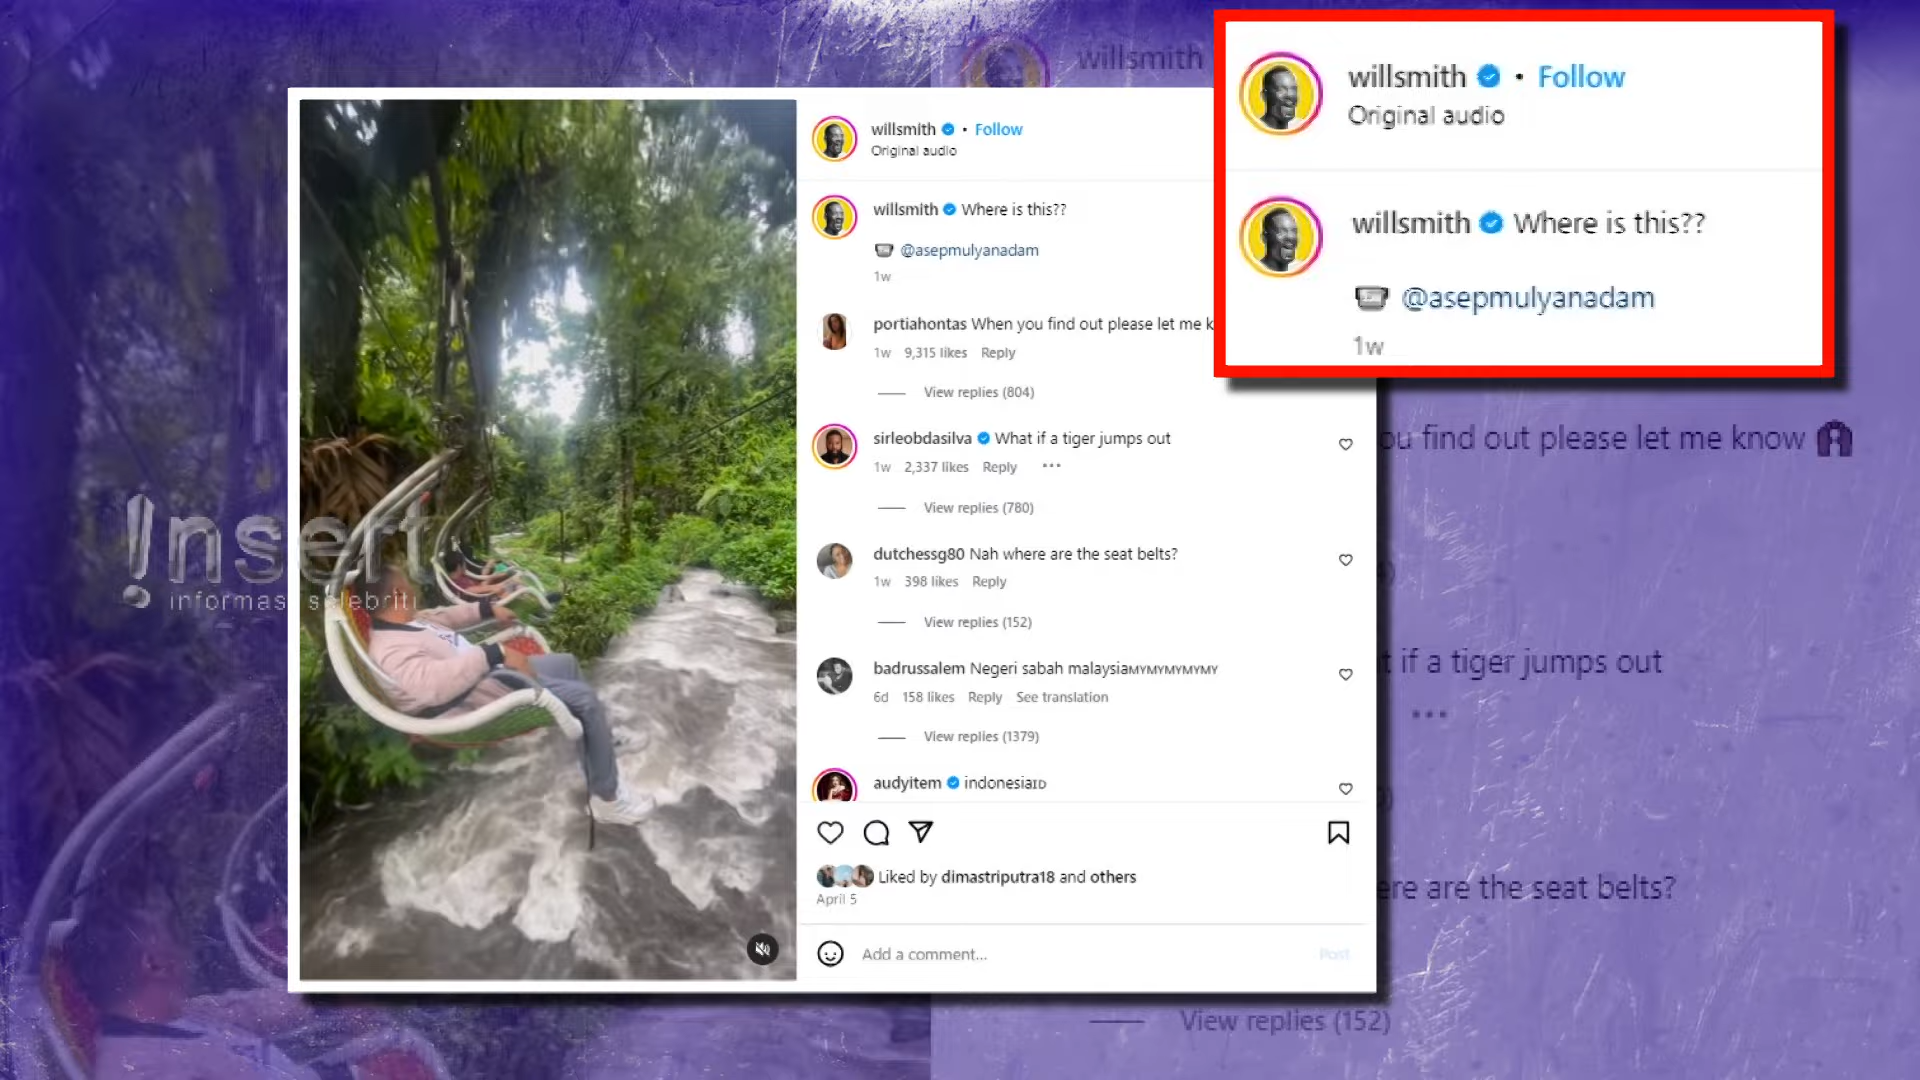 willsmith • Follow
Original audio
willsmith Where is this??
@asepmulyanadam
1w
portiahontas When you find out please let me k
1w 9,315 likes Reply
View replies (804)
sirleobdasilva What if a tiger jumps out
1w 2,337 likes Reply •••
View replies (780)
dutchessg80 Nah where are the seat belts?
1w 398 likes Reply
View replies (152)
badrussalem Negeri sabah malaysiaMYMYMYMYMY
6d 158 likes Reply See translation
View replies (1379)
audyitem indonesiaID
Liked by dimastriputra18 and others
April 5
Add a comment...
Post
willsmith • Follow
Original audio
willsmith Where is this??
@asepmulyanadam
1w
willsmith
ou find out please let me know
if a tiger jumps out
•••
ere are the seat belts?
View replies (152)
!nsert
informasi selebriti